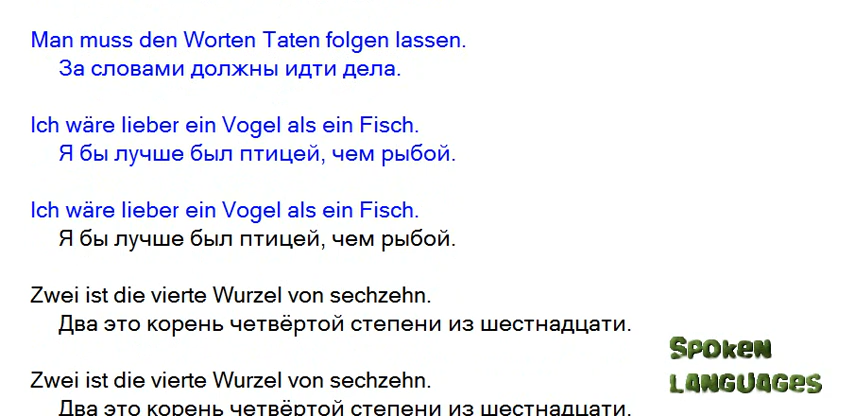 Man muss den Worten Taten folgen lassen.
За словами должны идти дела.
Ich wäre lieber ein Vogel als ein Fisch.
Я бы лучше был птицей, чем рыбой.
Ich wäre lieber ein Vogel als ein Fisch.
Я бы лучше был птицей, чем рыбой.
Zwei ist die vierte Wurzel von sechzehn.
Два это корень четвёртой степени из шестнадцати.
Zwei ist die vierte Wurzel von sechzehn.
Два это корень четвёртой степени из шестнадцати.
Spoken
Languages